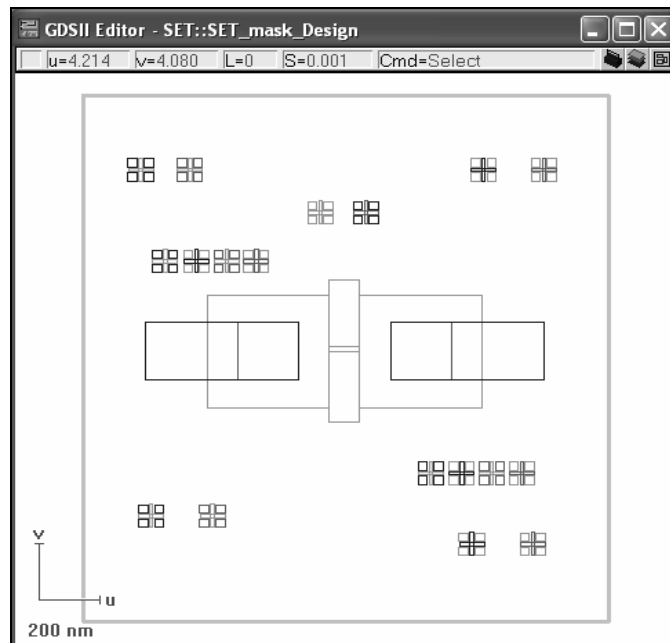 GDSII Editor - SET::SET_mask_Design
u=4.214 v=4.080 L=0 S=0.001 Cmd=Select
v
u
200 nm